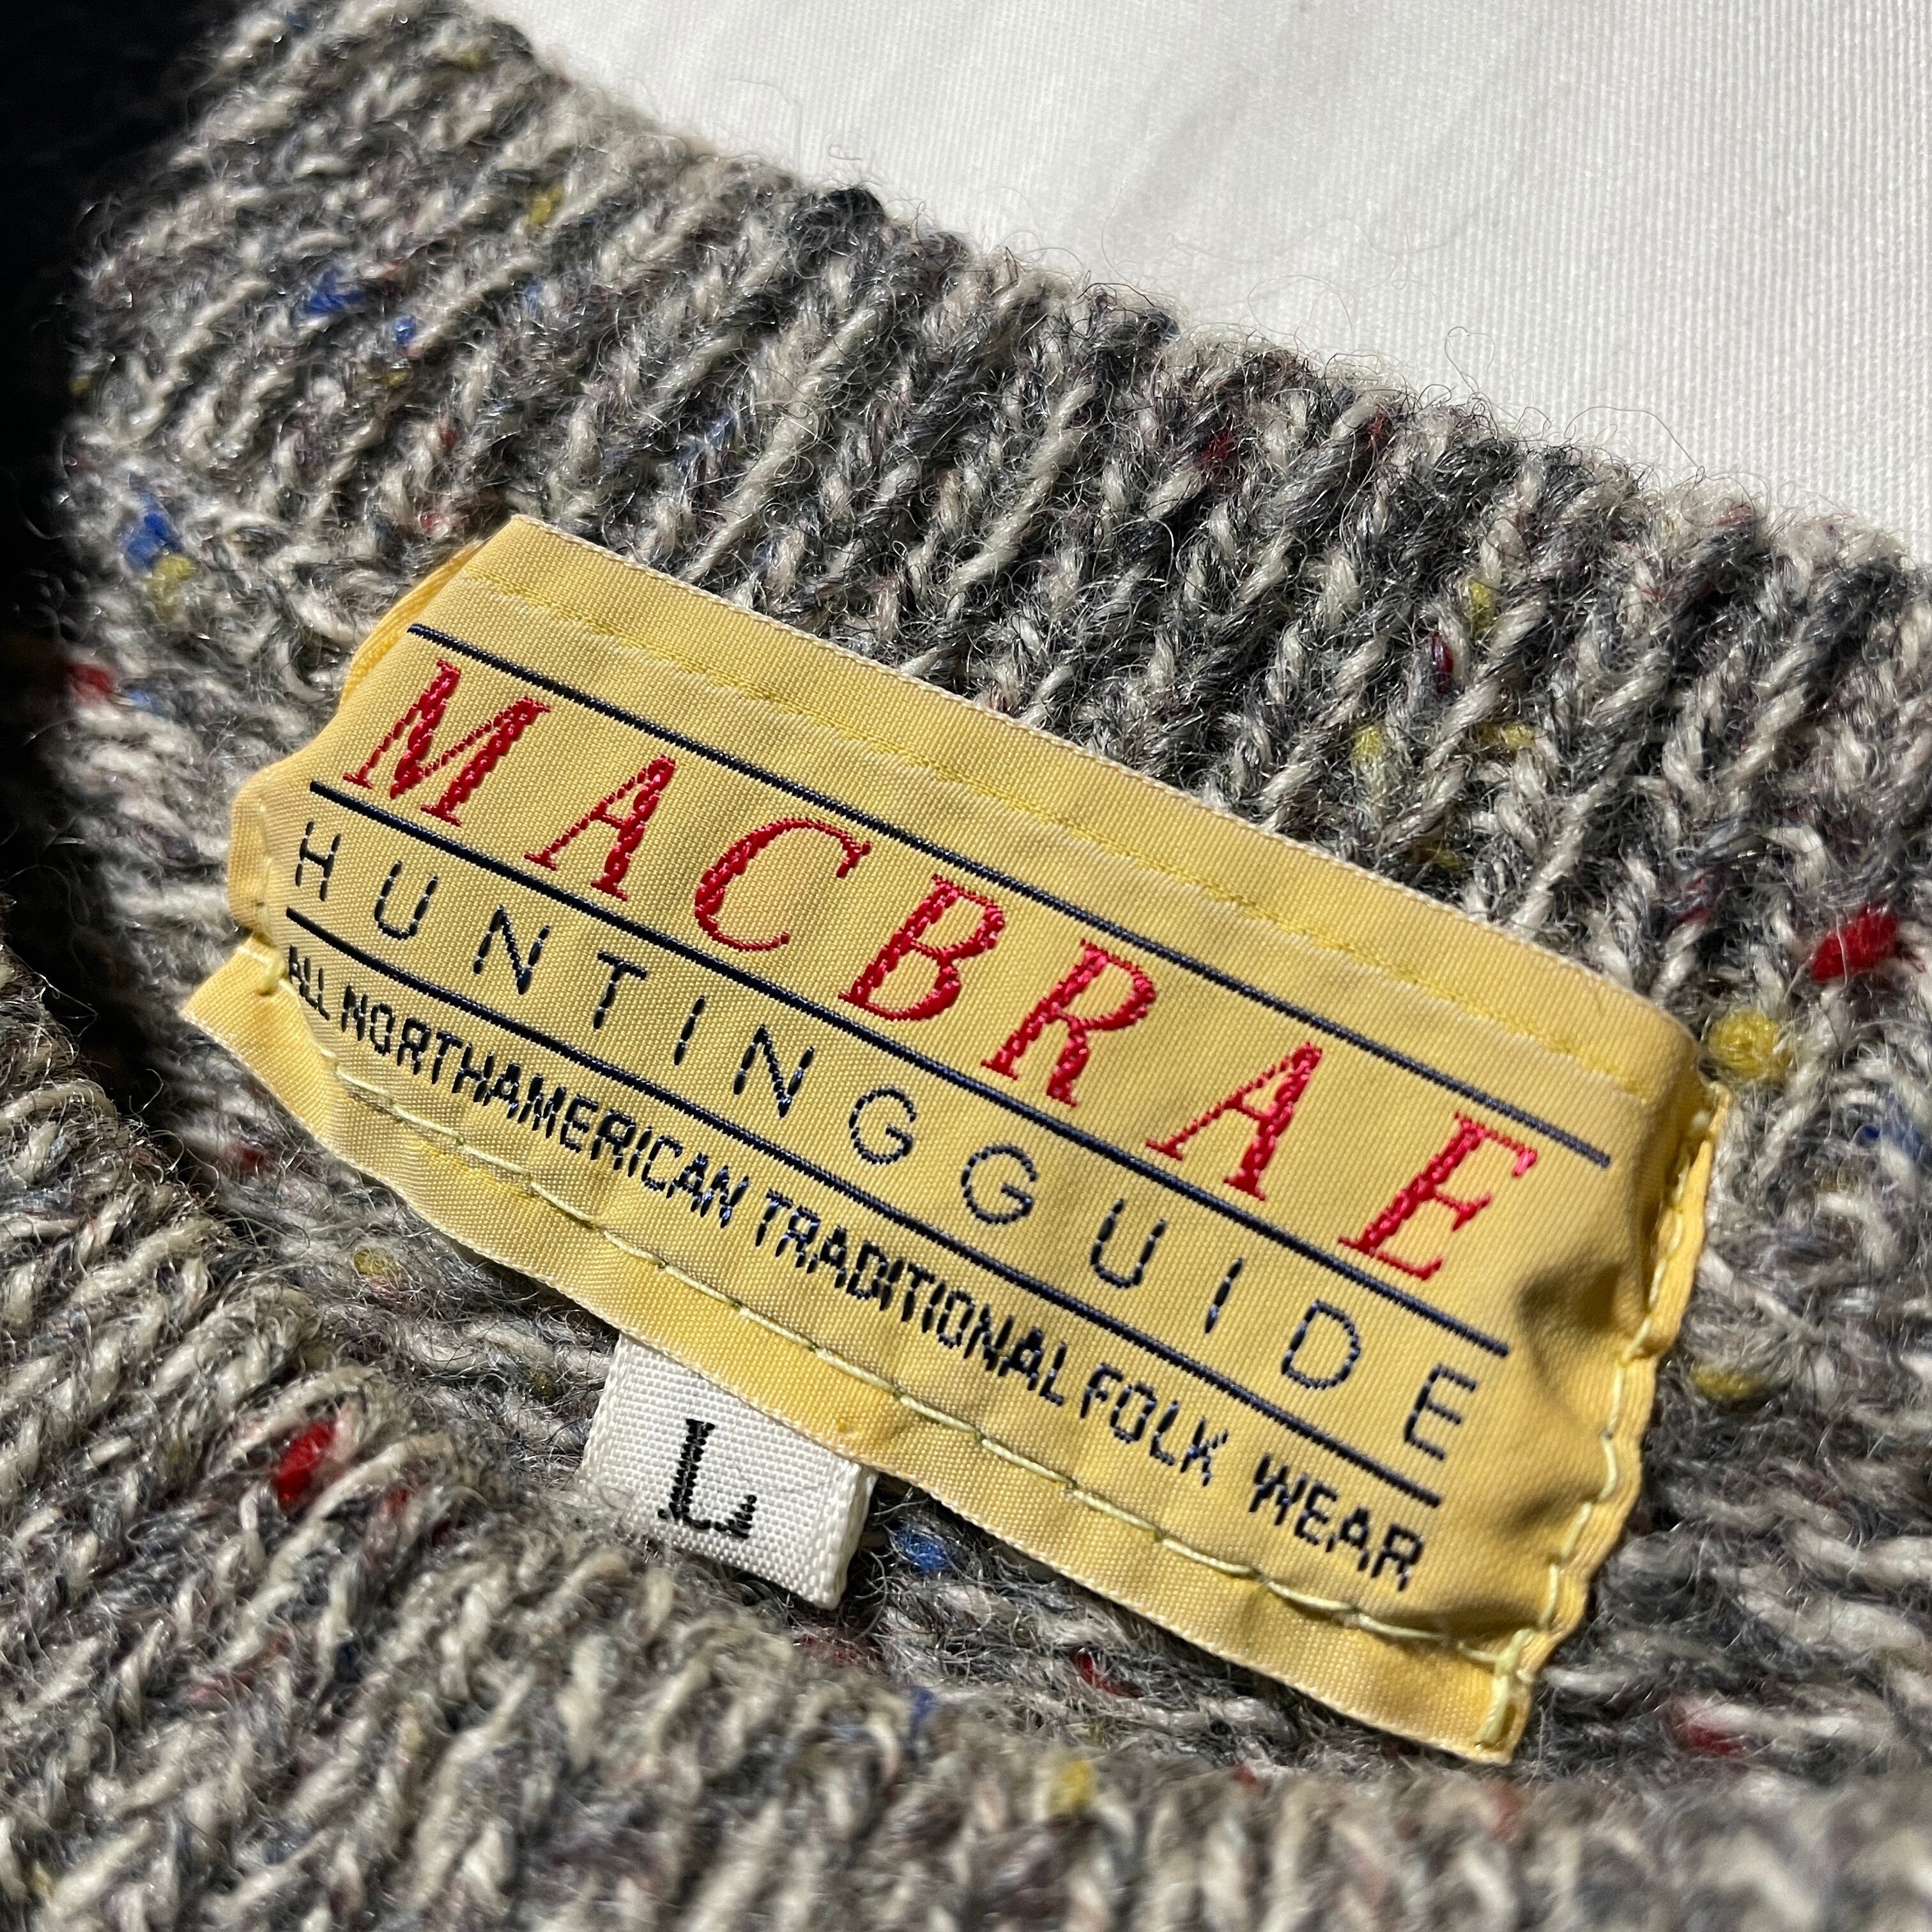 MACBRAE
HUNTINGGUIDE
ALL NORTHAMERICAN TRADITIONAL FOLK WEAR
L